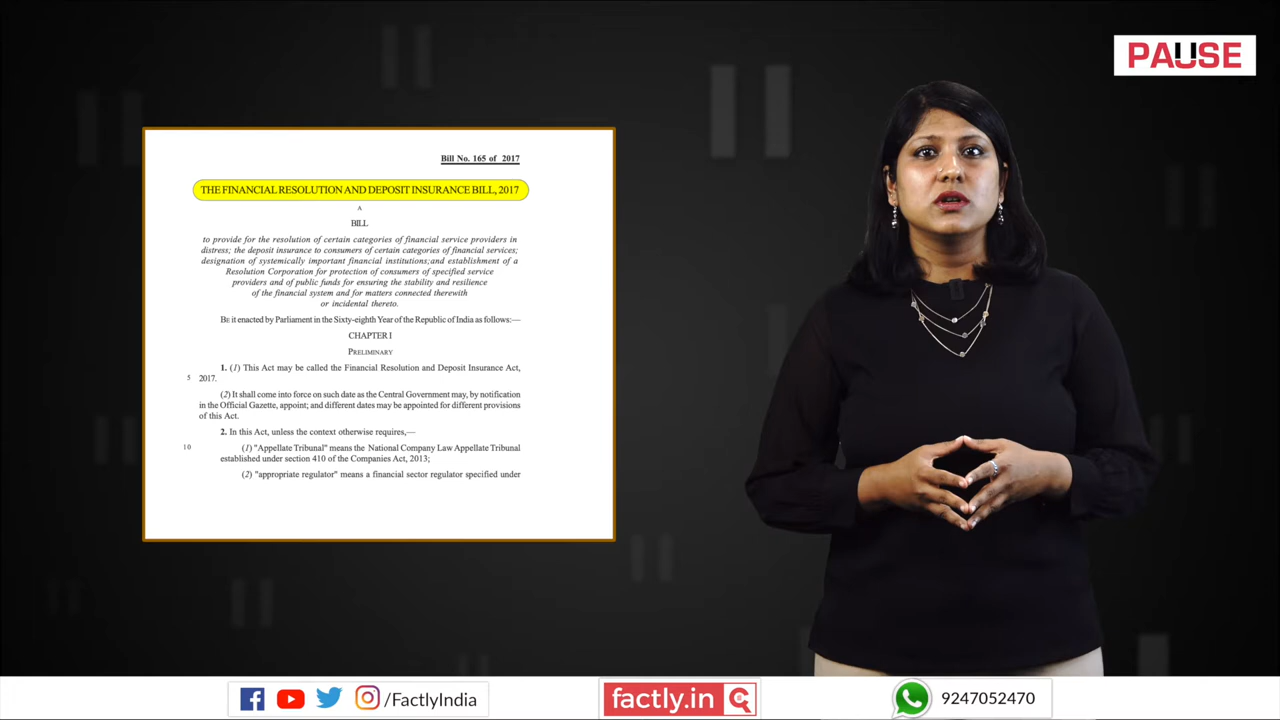 PAUSE
Bill No. 165 of 2017
THE FINANCIAL RESOLUTION AND DEPOSIT INSURANCE BILL, 2017
A
BILL
to provide for the resolution of certain categories of financial service providers in
distress; the deposit insurance to consumers of certain categories of financial services;
designation of systemically important financial institutions;and establishment of a
Resolution Corporation for protection of consumers of specified service
providers and of public funds for ensuring the stability and resilience
of the financial system and for matters connected therewith
or incidental thereto.
BE it enacted by Parliament in the Sixty-eighth Year of the Republic of India as follows:—
CHAPTER I
PRELIMINARY
1. (1) This Act may be called the Financial Resolution and Deposit Insurance Act,
5 2017.
(2) It shall come into force on such date as the Central Government may, by notification
in the Official Gazette, appoint; and different dates may be appointed for different provisions
of this Act.
2. In this Act, unless the context otherwise requires,—
10 (1) "Appellate Tribunal" means the National Company Law Appellate Tribunal
established under section 410 of the Companies Act, 2013;
(2) "appropriate regulator" means a financial sector regulator specified under
/FactlyIndia
factly.in
9247052470